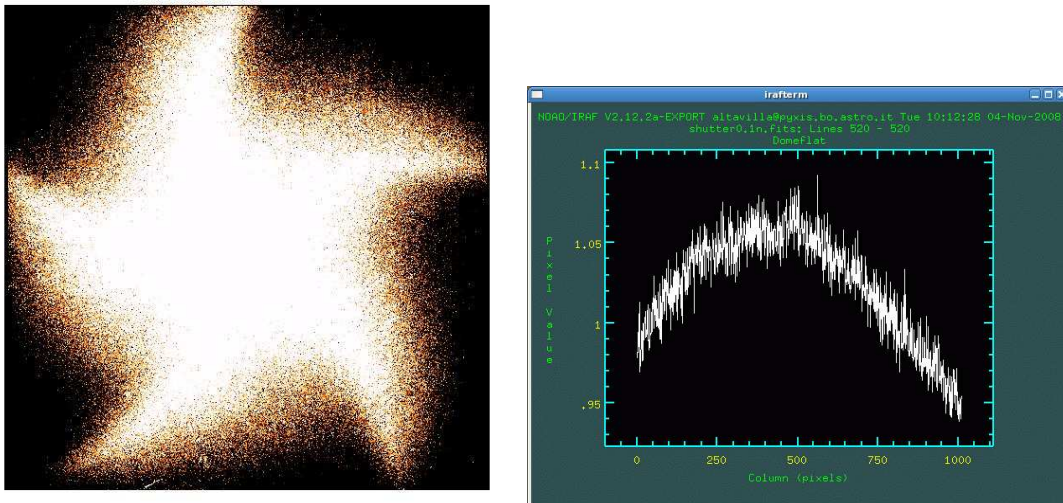 irafterm
NOAO/IRAF V2.12.2a-EXPORT altavilla@pyxis.bo.astro.it Tue 10:12:28 04-Nov-2008
shutter0.1n.fits: Lines 520 - 520
Domeflat
1.1
1.05
1
.95
Pixel Value
0 250 500 750 1000
Column (pixels)